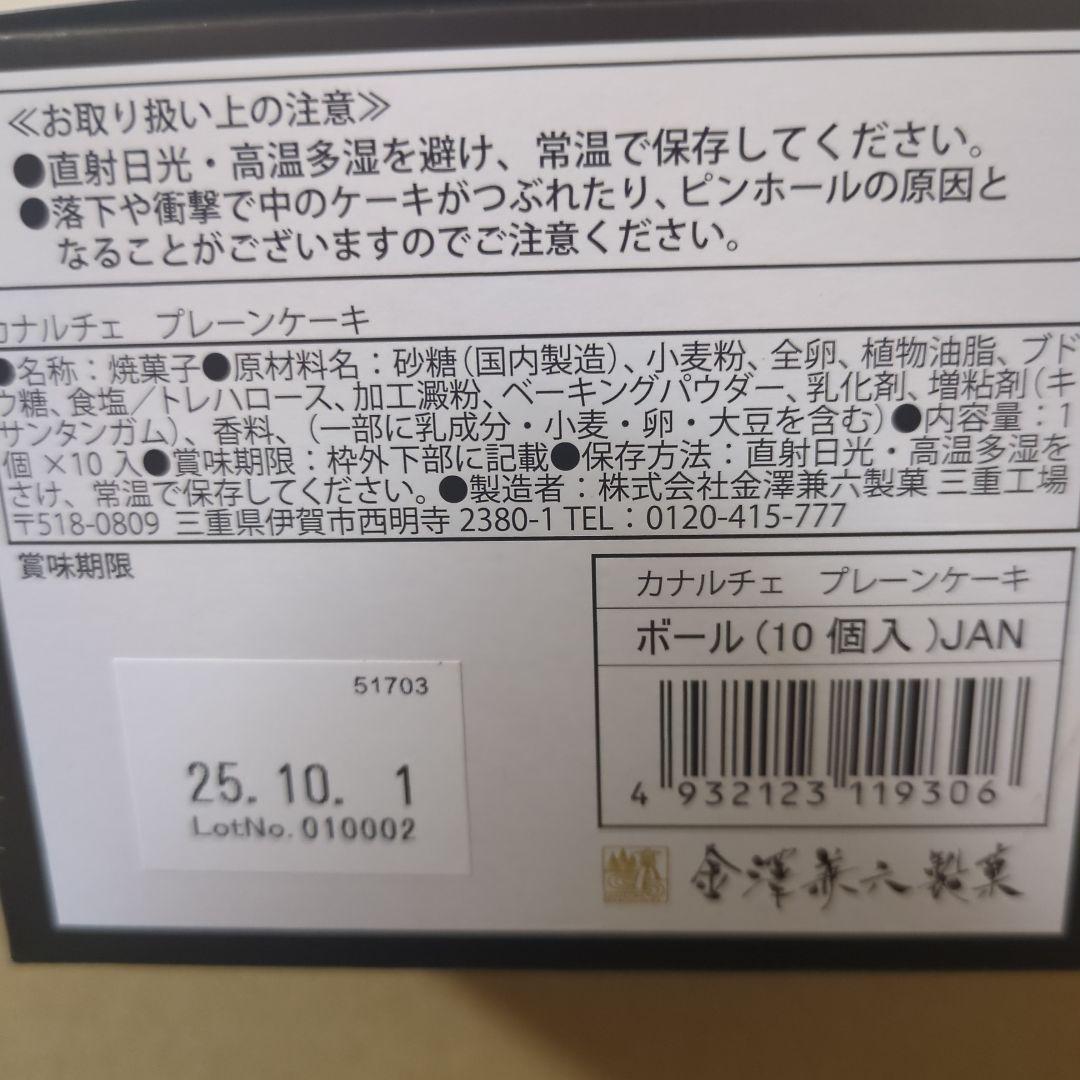 ≪お取り扱い上の注意≫
●直射日光・高温多湿を避け、常温で保存してください。
●落下や衝撃で中のケーキがつぶれたり、ピンホールの原因と
なることがございますのでご注意ください。
カナルチェ　プレーンケーキ
●名称：焼菓子●原材料名：砂糖（国内製造）、小麦粉、全卵、植物油脂、ブド
ウ糖、食塩／トレハロース、加工澱粉、ベーキングパウダー、乳化剤、増粘剤（キ
サンタンガム）、香料、（一部に乳成分・小麦・卵・大豆を含む）●内容量：1
個 ×10 入●賞味期限：枠外下部に記載●保存方法：直射日光・高温多湿を
さけ、常温で保存してください。●製造者：株式会社金澤兼六製菓 三重工場
〒518-0809 三重県伊賀市西明寺 2380-1 TEL：0120-415-777
賞味期限
51703
25.10. 1
LotNo. 010002
カナルチェ　プレーンケーキ
ボール（10 個入 )JAN
4 932123 119306
金澤兼六製菓